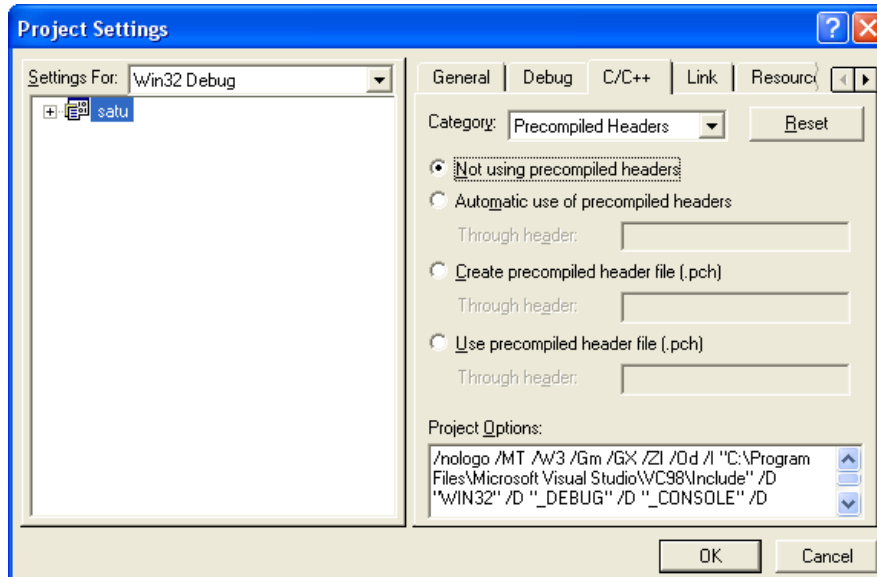 Project Settings
Settings For: Win32 Debug
satu
General Debug C/C++ Link
Category: Precompiled Headers Reset
Not using precompiled headers
Automatic use of precompiled headers
Through header:
Create precompiled header file (.pch)
Through header:
Use precompiled header file (.pch)
Through header:
Project Options:
/nologo /MT /W3 /Gm /GX /ZI /Od /I "C:\Program
Files\Microsoft Visual Studio\VC98\Include" /D
"WIN32" /D "_DEBUG" /D "_CONSOLE" /D
OK Cancel